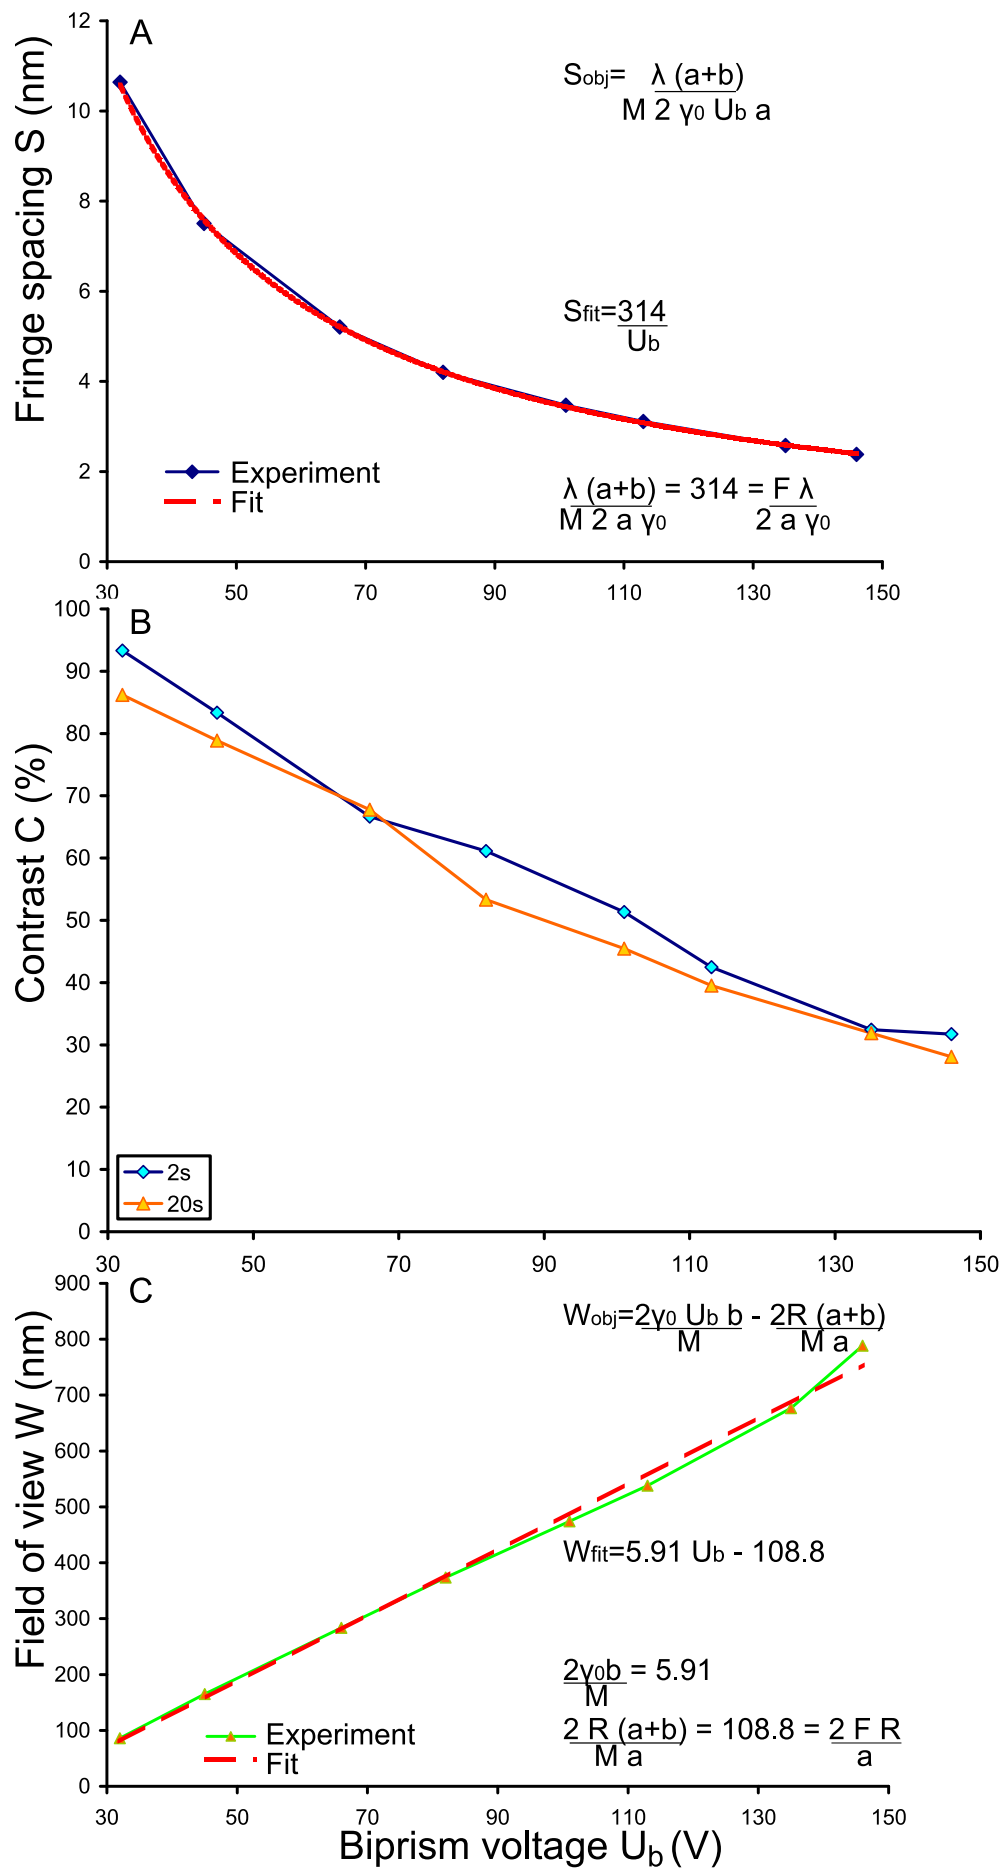 A
Fringe spacing S (nm)
12
10
8
6
4
2
0
Sobj= λ (a+b)
M 2 γ0 Ub a
Sfit=314
Ub
Experiment
Fit
λ (a+b) = 314 = F λ
M 2 a γ0 2 a γ0
30 50 70 90 110 130 150
B
Contrast C (%)
100
90
80
70
60
50
40
30
20
10
0
2s
20s
30 50 70 90 110 130 150
C
Field of view W (nm)
900
800
700
600
500
400
300
200
100
0
Wobj=2γ0 Ub b - 2R (a+b)
M M a
Wfit=5.91 Ub - 108.8
2γ0b = 5.91
M
Experiment
Fit
2 R (a+b) = 108.8 = 2 F R
M a a
30 50 70 90 110 130 150
Biprism voltage Ub (V)